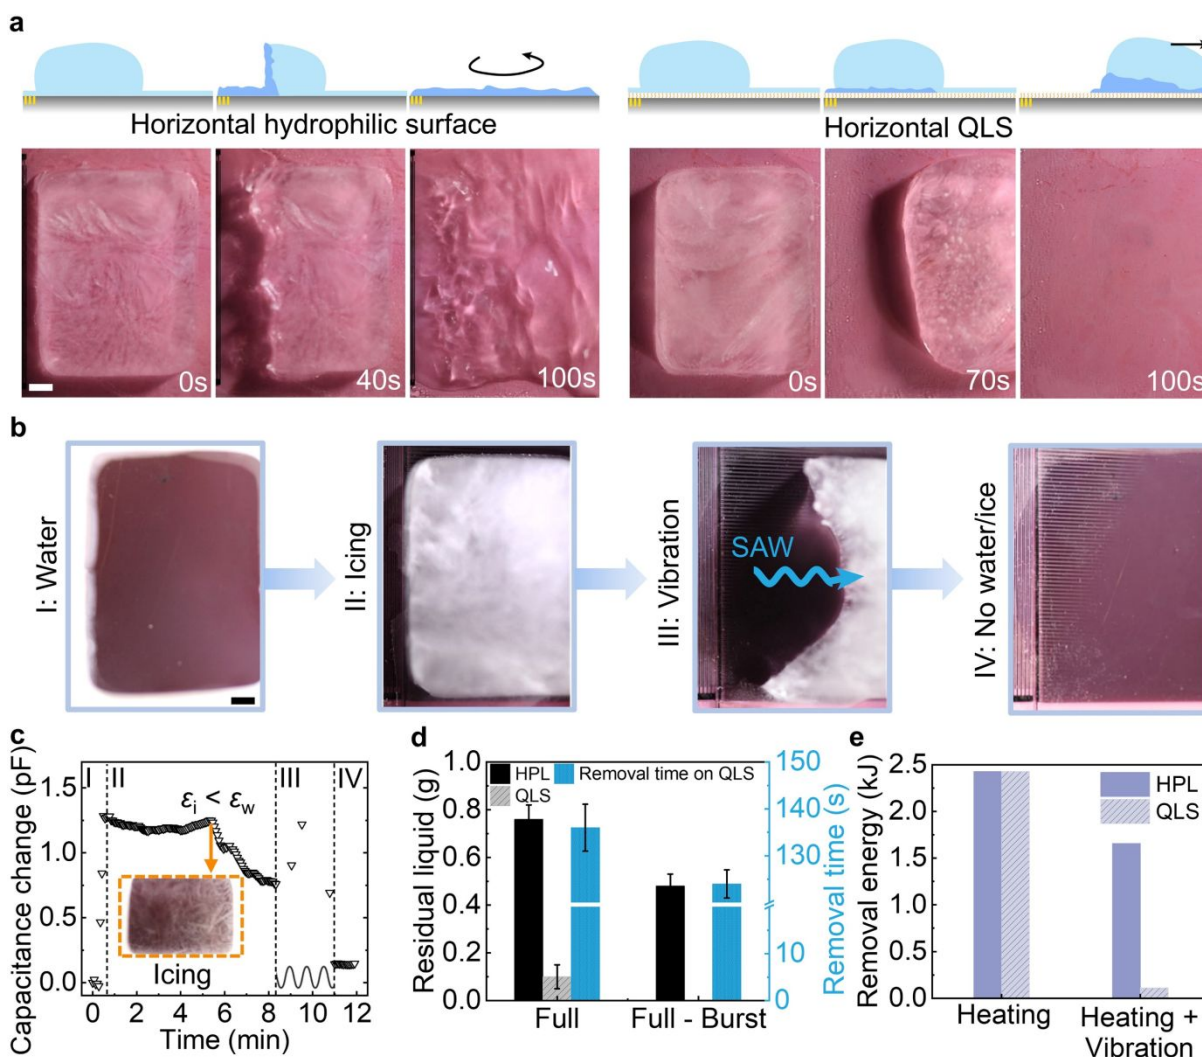 a
Horizontal hydrophilic surface
Horizontal QLS
0s
40s
100s
0s
70s
100s
b
I: Water
II: Icing
III: Vibration
SAW
IV: No water/ice
c
Capacitance change (pF)
1.5
1.0
0.5
0.0
I
II
III
IV
εi < εw
Icing
0 2 4 6 8 10 12
Time (min)
d
Residual liquid (g)
1.0
0.8
0.6
0.4
0.2
0.0
HPL
QLS
Removal time on QLS
150
140
130
10
0
Removal time (s)
Full
Full - Burst
e
Removal energy (kJ)
2.5
2.0
1.5
1.0
0.5
0.0
HPL
QLS
Heating
Heating +
Vibration